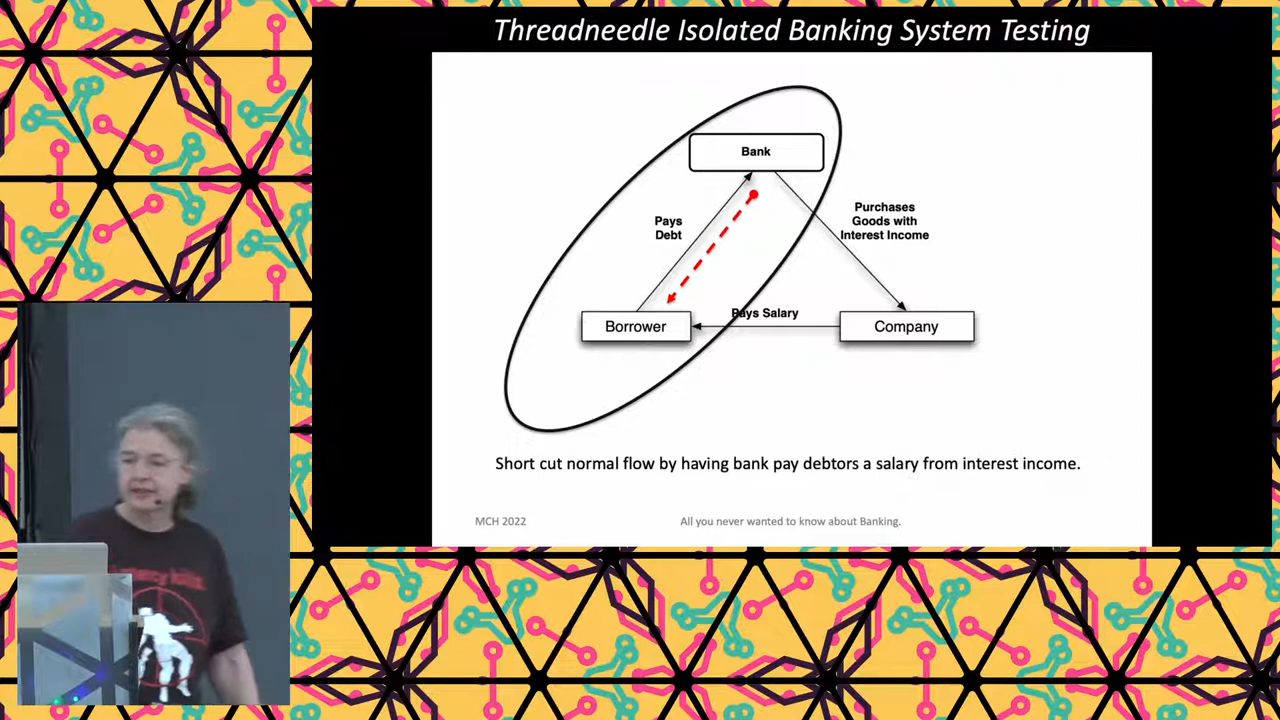 Threadneedle Isolated Banking System Testing
Bank
Pays
Debt
Purchases
Goods with
Interest Income
Pays Salary
Borrower
Company
Short cut normal flow by having bank pay debtors a salary from interest income.
MCH 2022
All you never wanted to know about Banking.